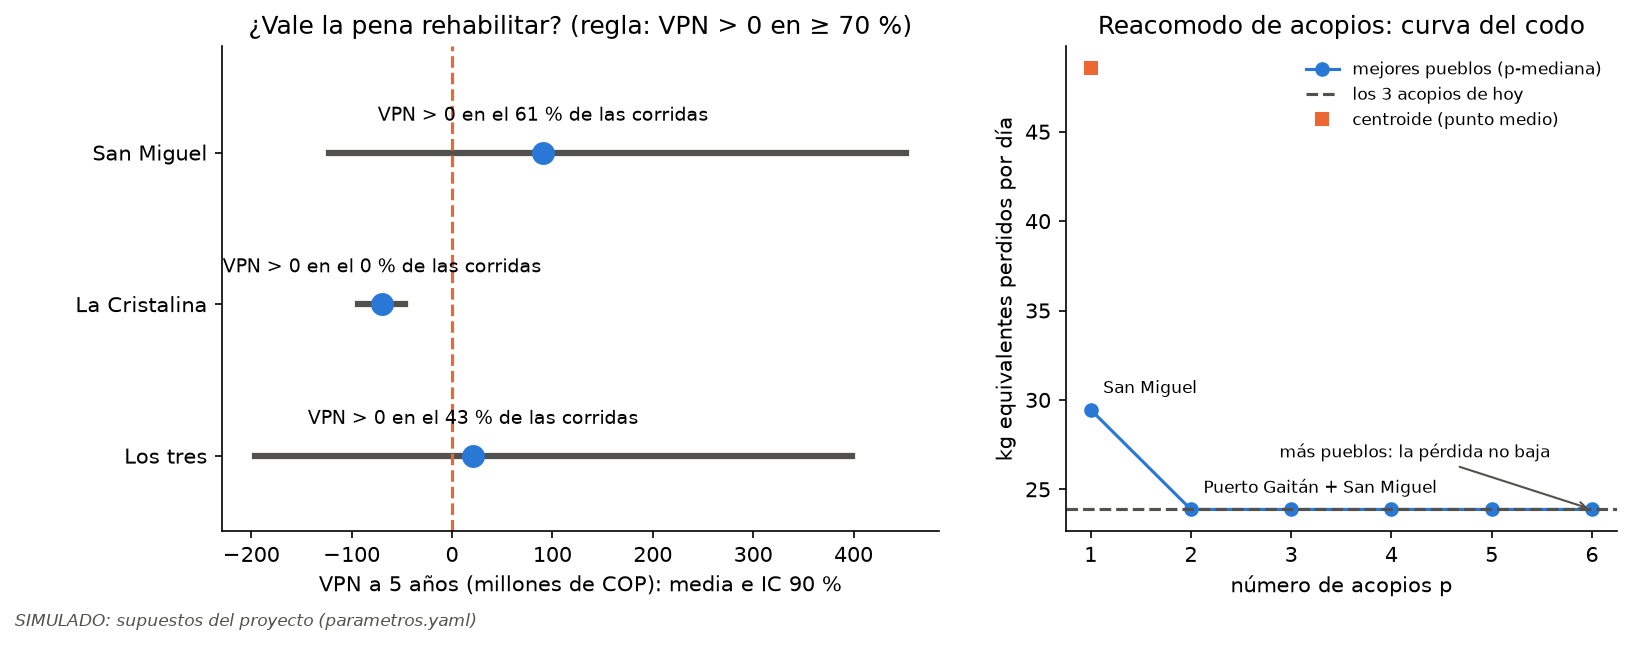 ¿Vale la pena rehabilitar? (regla: VPN > 0 en ≥ 70 %)
VPN > 0 en el 61 % de las corridas
San Miguel
VPN > 0 en el 0 % de las corridas
La Cristalina
VPN > 0 en el 43 % de las corridas
Los tres
−200
−100
0
100
200
300
400
VPN a 5 años (millones de COP): media e IC 90 %
Reacomodo de acopios: curva del codo
mejores pueblos (p-mediana)
los 3 acopios de hoy
centroide (punto medio)
kg equivalentes perdidos por día
45
40
35
30
25
San Miguel
más pueblos: la pérdida no baja
Puerto Gaitán + San Miguel
1
2
3
4
5
6
número de acopios p
SIMULADO: supuestos del proyecto (parametros.yaml)